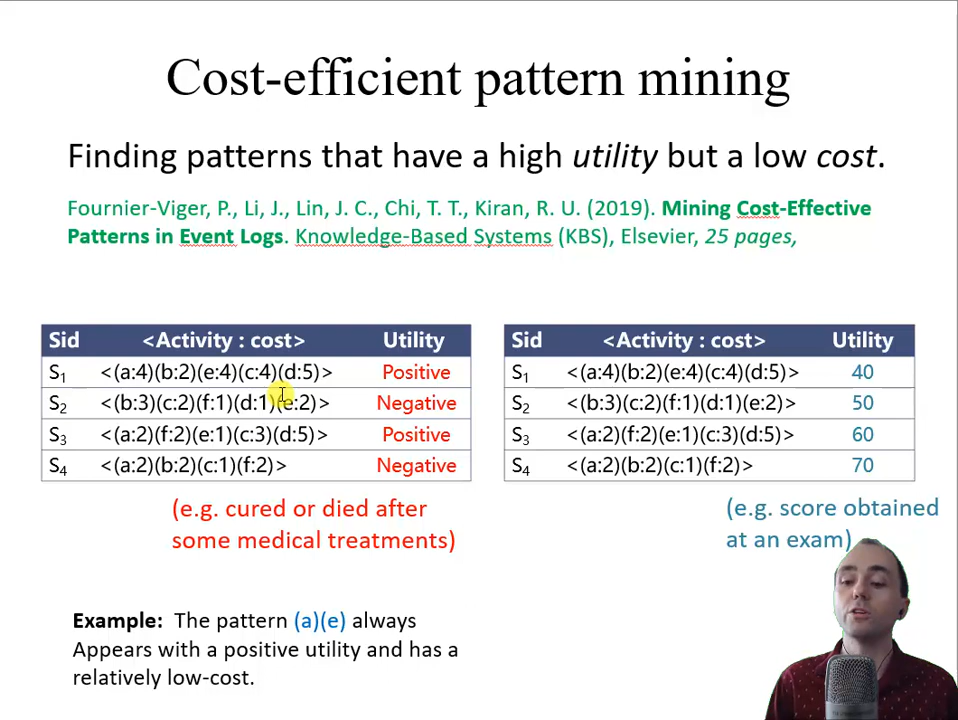 Cost-efficient pattern mining
Finding patterns that have a high utility but a low cost.
Fournier-Viger, P., Li, J., Lin, J. C., Chi, T. T., Kiran, R. U. (2019). Mining Cost-Effective
Patterns in Event Logs. Knowledge-Based Systems (KBS), Elsevier, 25 pages,
Sid <Activity : cost> Utility
S1 <(a:4)(b:2)(e:4)(c:4)(d:5)> Positive
S2 <(b:3)(c:2)(f:1)(d:1)(e:2)> Negative
S3 <(a:2)(f:2)(e:1)(c:3)(d:5)> Positive
S4 <(a:2)(b:2)(c:1)(f:2)> Negative
(e.g. cured or died after
some medical treatments)
Sid <Activity : cost> Utility
S1 <(a:4)(b:2)(e:4)(c:4)(d:5)> 40
S2 <(b:3)(c:2)(f:1)(d:1)(e:2)> 50
S3 <(a:2)(f:2)(e:1)(c:3)(d:5)> 60
S4 <(a:2)(b:2)(c:1)(f:2)> 70
(e.g. score obtained
at an exam)
Example: The pattern (a)(e) always
Appears with a positive utility and has a
relatively low-cost.